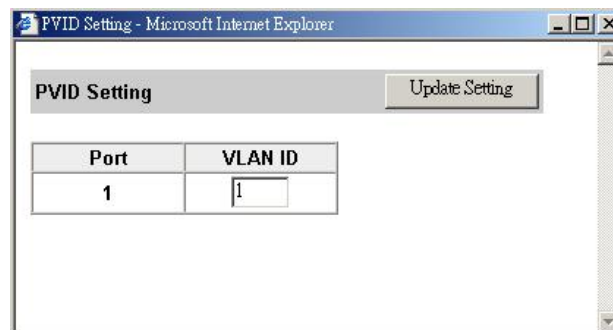 PVID Setting - Microsoft Internet Explorer
PVID Setting
Update Setting
Port VLAN ID
1 1